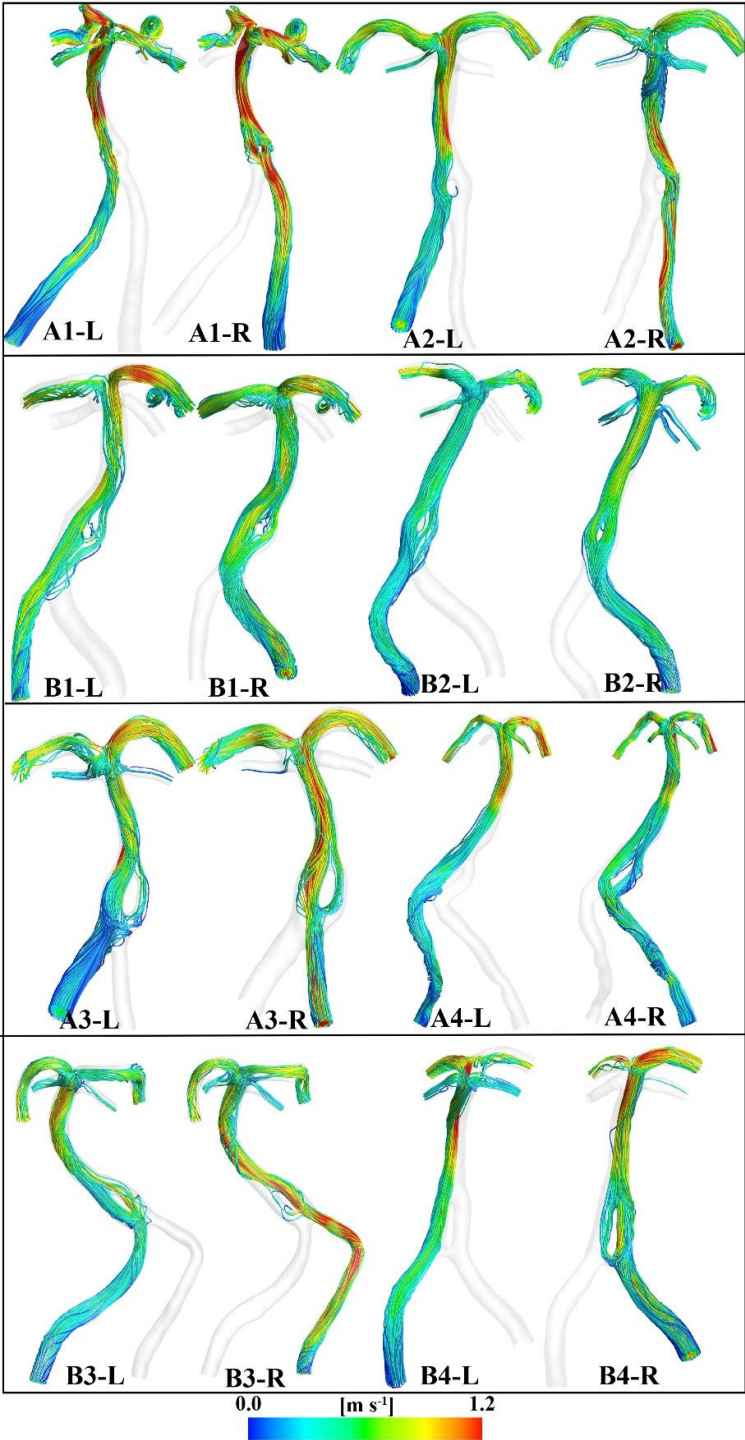 A1-L A1-R A2-L A2-R
B1-L B1-R B2-L B2-R
A3-L A3-R A4-L A4-R
B3-L B3-R B4-L B4-R
0.0 [m s⁻¹] 1.2